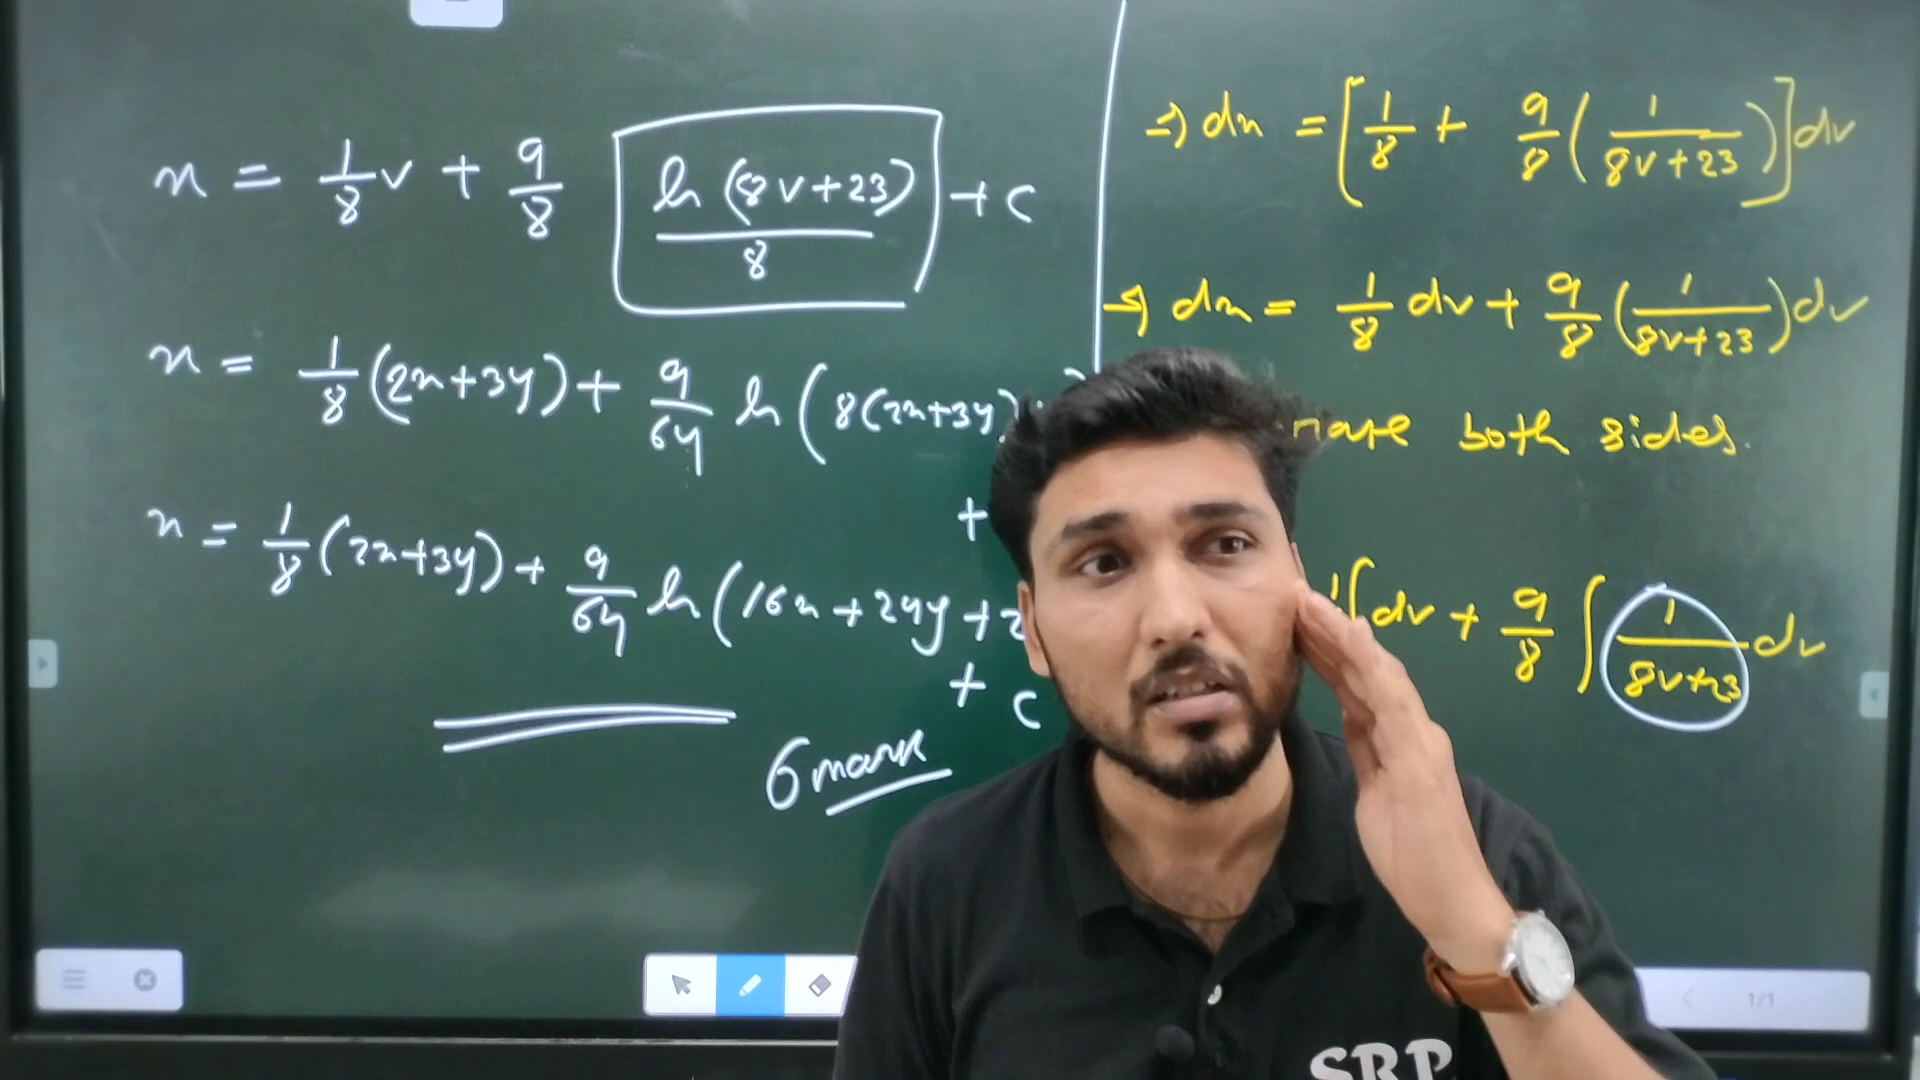 x = 1/8 v + 9/8 ln (8v+23)/8 + c
x = 1/8 (2x+3y) + 9/64 ln ( 8(2x+3y)
+
x = 1/8 (2x+3y) + 9/64 ln (16x + 24y + 2
+ c
6 mark
⇒ dx = [ 1/8 + 9/8 ( 1/(8v+23) ) ] dv
⇒ dx = 1/8 dv + 9/8 ( 1/(8v+23) ) dv
both sides.
∫ dv + 9/8 ∫ 1/(8v+23) dv
1/1
SRP